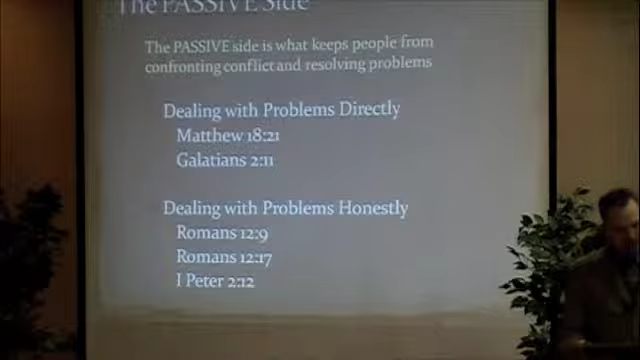 The PASSIVE Side
The PASSIVE side is what keeps people from
confronting conflict and resolving problems
Dealing with Problems Directly
Matthew 18:21
Galatians 2:11
Dealing with Problems Honestly
Romans 12:9
Romans 12:17
I Peter 2:12